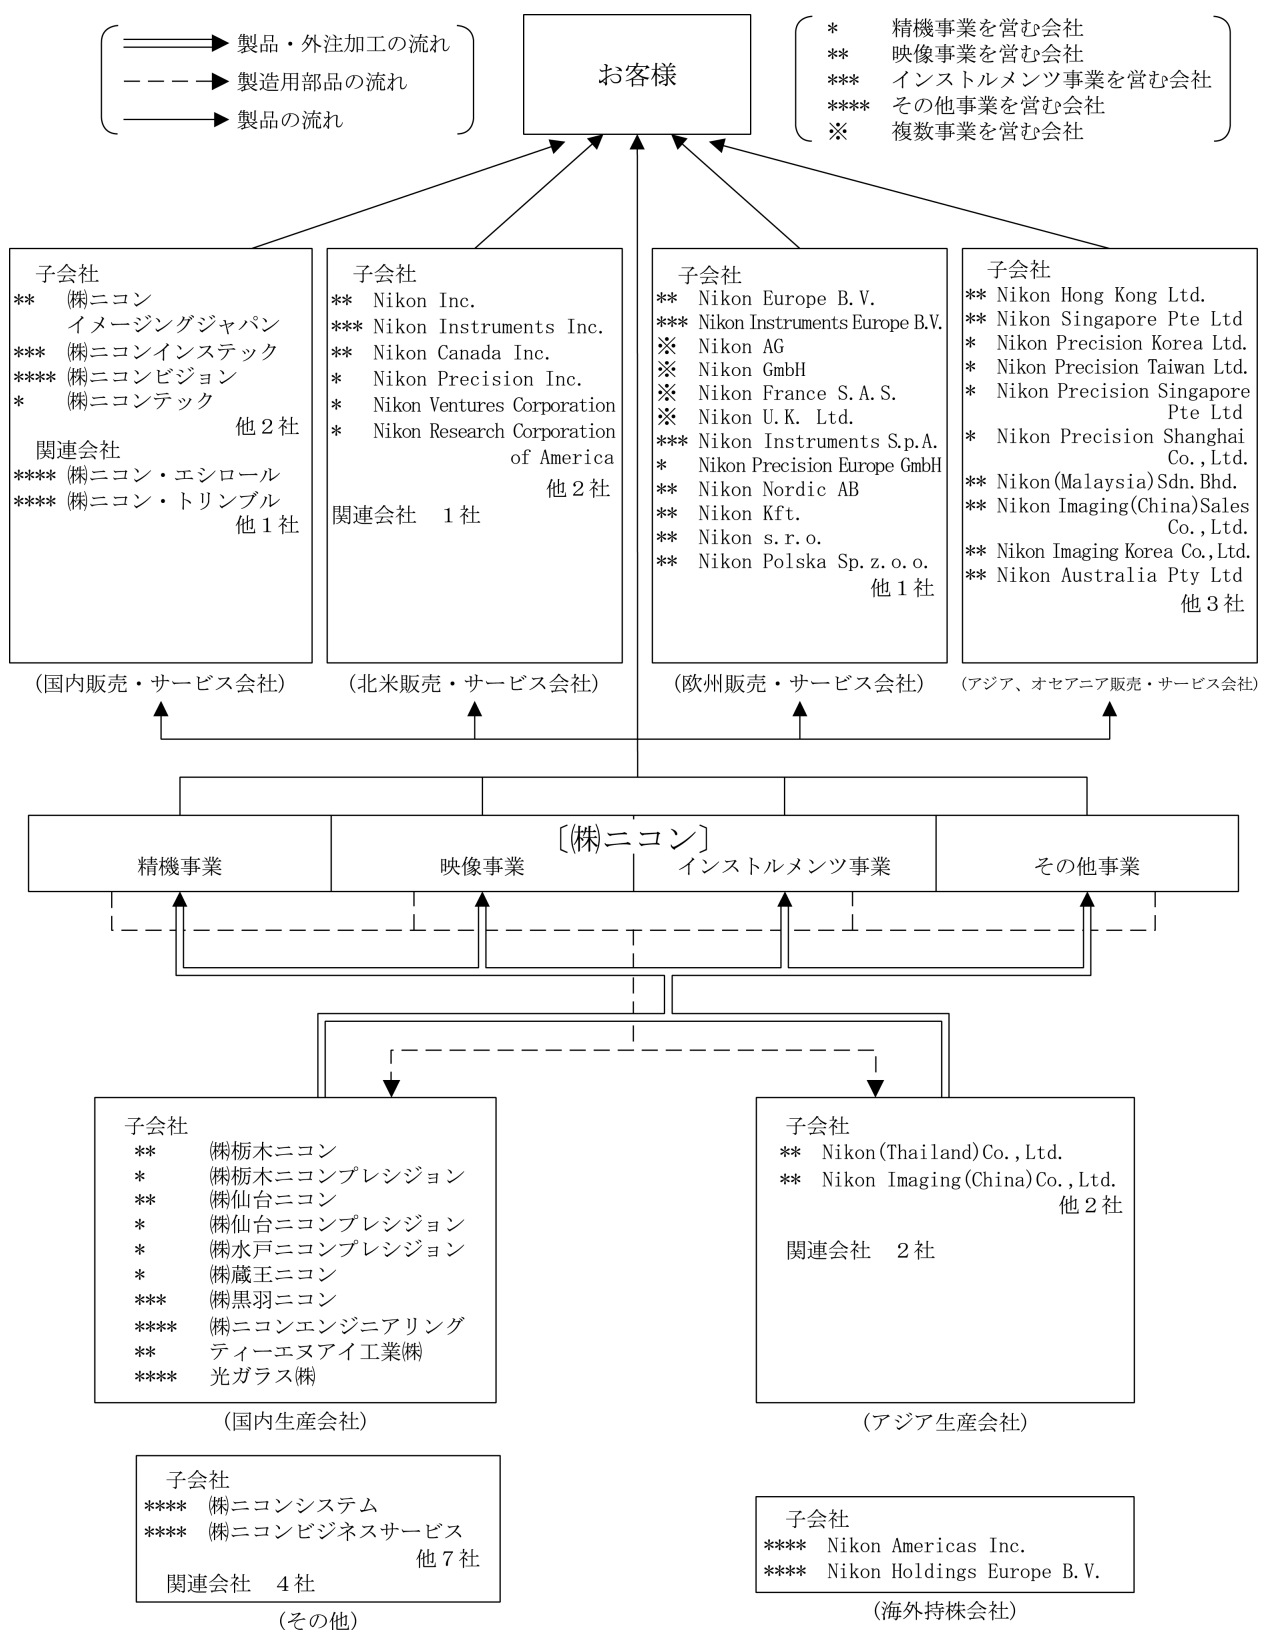 製品・外注加工の流れ
製造用部品の流れ
製品の流れ
お客様
* 精機事業を営む会社
** 映像事業を営む会社
*** インストルメンツ事業を営む会社
**** その他事業を営む会社
※ 複数事業を営む会社
子会社
** ㈱ニコン
イメージングジャパン
*** ㈱ニコンインステック
**** ㈱ニコンビジョン
* ㈱ニコンテック
他2社
関連会社
**** ㈱ニコン・エシロール
**** ㈱ニコン・トリンブル
他1社
(国内販売・サービス会社)
子会社
** Nikon Inc.
*** Nikon Instruments Inc.
** Nikon Canada Inc.
* Nikon Precision Inc.
* Nikon Ventures Corporation
* Nikon Research Corporation
of America
他2社
関連会社 1社
(北米販売・サービス会社)
子会社
** Nikon Europe B.V.
*** Nikon Instruments Europe B.V.
※ Nikon AG
※ Nikon GmbH
※ Nikon France S.A.S.
※ Nikon U.K. Ltd.
*** Nikon Instruments S.p.A.
* Nikon Precision Europe GmbH
** Nikon Nordic AB
** Nikon Kft.
** Nikon s.r.o.
** Nikon Polska Sp.z.o.o.
他1社
(欧州販売・サービス会社)
子会社
** Nikon Hong Kong Ltd.
** Nikon Singapore Pte Ltd
* Nikon Precision Korea Ltd.
* Nikon Precision Taiwan Ltd.
* Nikon Precision Singapore
Pte Ltd
* Nikon Precision Shanghai
Co.,Ltd.
** Nikon(Malaysia)Sdn.Bhd.
** Nikon Imaging(China)Sales
Co.,Ltd.
** Nikon Imaging Korea Co.,Ltd.
** Nikon Australia Pty Ltd
他3社
(アジア、オセアニア販売・サービス会社)
〔㈱ニコン〕
精機事業
映像事業
インストルメンツ事業
その他事業
子会社
** ㈱栃木ニコン
* ㈱栃木ニコンプレシジョン
** ㈱仙台ニコン
* ㈱仙台ニコンプレシジョン
* ㈱水戸ニコンプレシジョン
* ㈱蔵王ニコン
*** ㈱黒羽ニコン
**** ㈱ニコンエンジニアリング
** ティーエヌアイ工業㈱
**** 光ガラス㈱
(国内生産会社)
子会社
** Nikon(Thailand)Co.,Ltd.
** Nikon Imaging(China)Co.,Ltd.
他2社
関連会社 2社
(アジア生産会社)
子会社
**** ㈱ニコンシステム
**** ㈱ニコンビジネスサービス
他7社
関連会社 4社
(その他)
子会社
**** Nikon Americas Inc.
**** Nikon Holdings Europe B.V.
(海外持株会社)